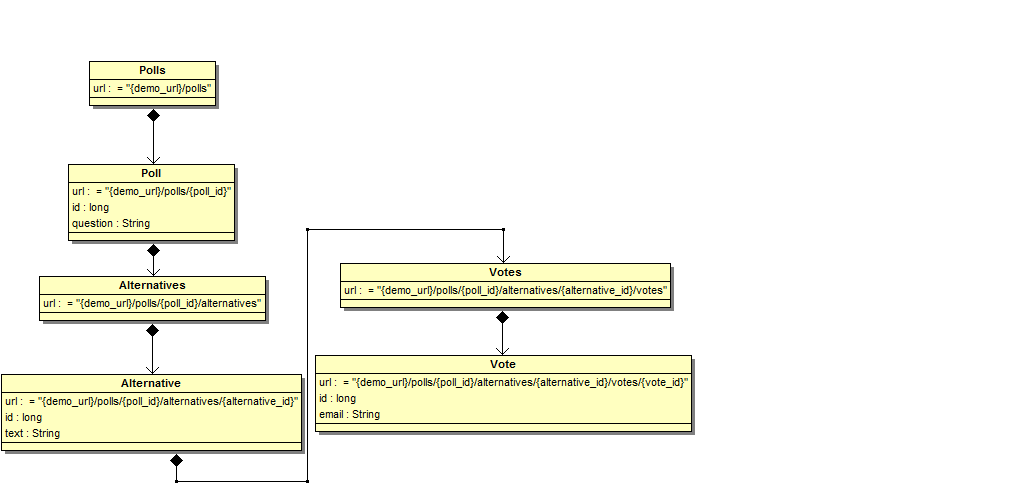 Polls
url :  = "{demo_url}/polls"
Poll
url :  = "{demo_url}/polls/{poll_id}"
id : long
question : String
Alternatives
url :  = "{demo_url}/polls/{poll_id}/alternatives"
Alternative
url :  = "{demo_url}/polls/{poll_id}/alternatives/{alternative_id}"
id : long
text : String
Votes
url :  = "{demo_url}/polls/{poll_id}/alternatives/{alternative_id}/votes"
Vote
url :  = "{demo_url}/polls/{poll_id}/alternatives/{alternative_id}/votes/{vote_id}"
id : long
email : String